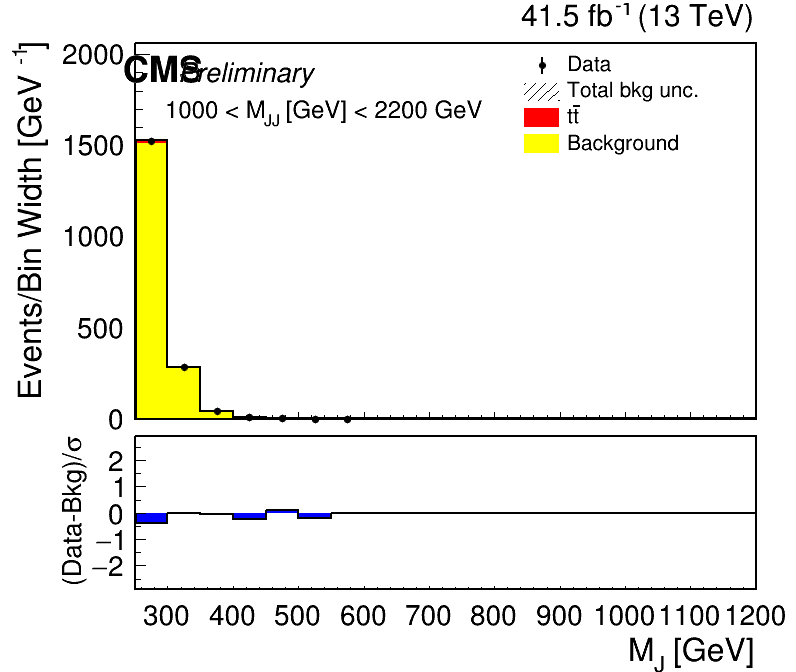 41.5 fb⁻¹ (13 TeV)
CMS Preliminary
1000 < M_JJ [GeV] < 2200 GeV
Data
Total bkg unc.
tt̄
Background
Events/Bin Width [GeV⁻¹]
2000
1500
1000
500
0
(Data-Bkg)/σ
2
1
0
−1
−2
300 400 500 600 700 800 900 1000 1100 1200
M_J [GeV]